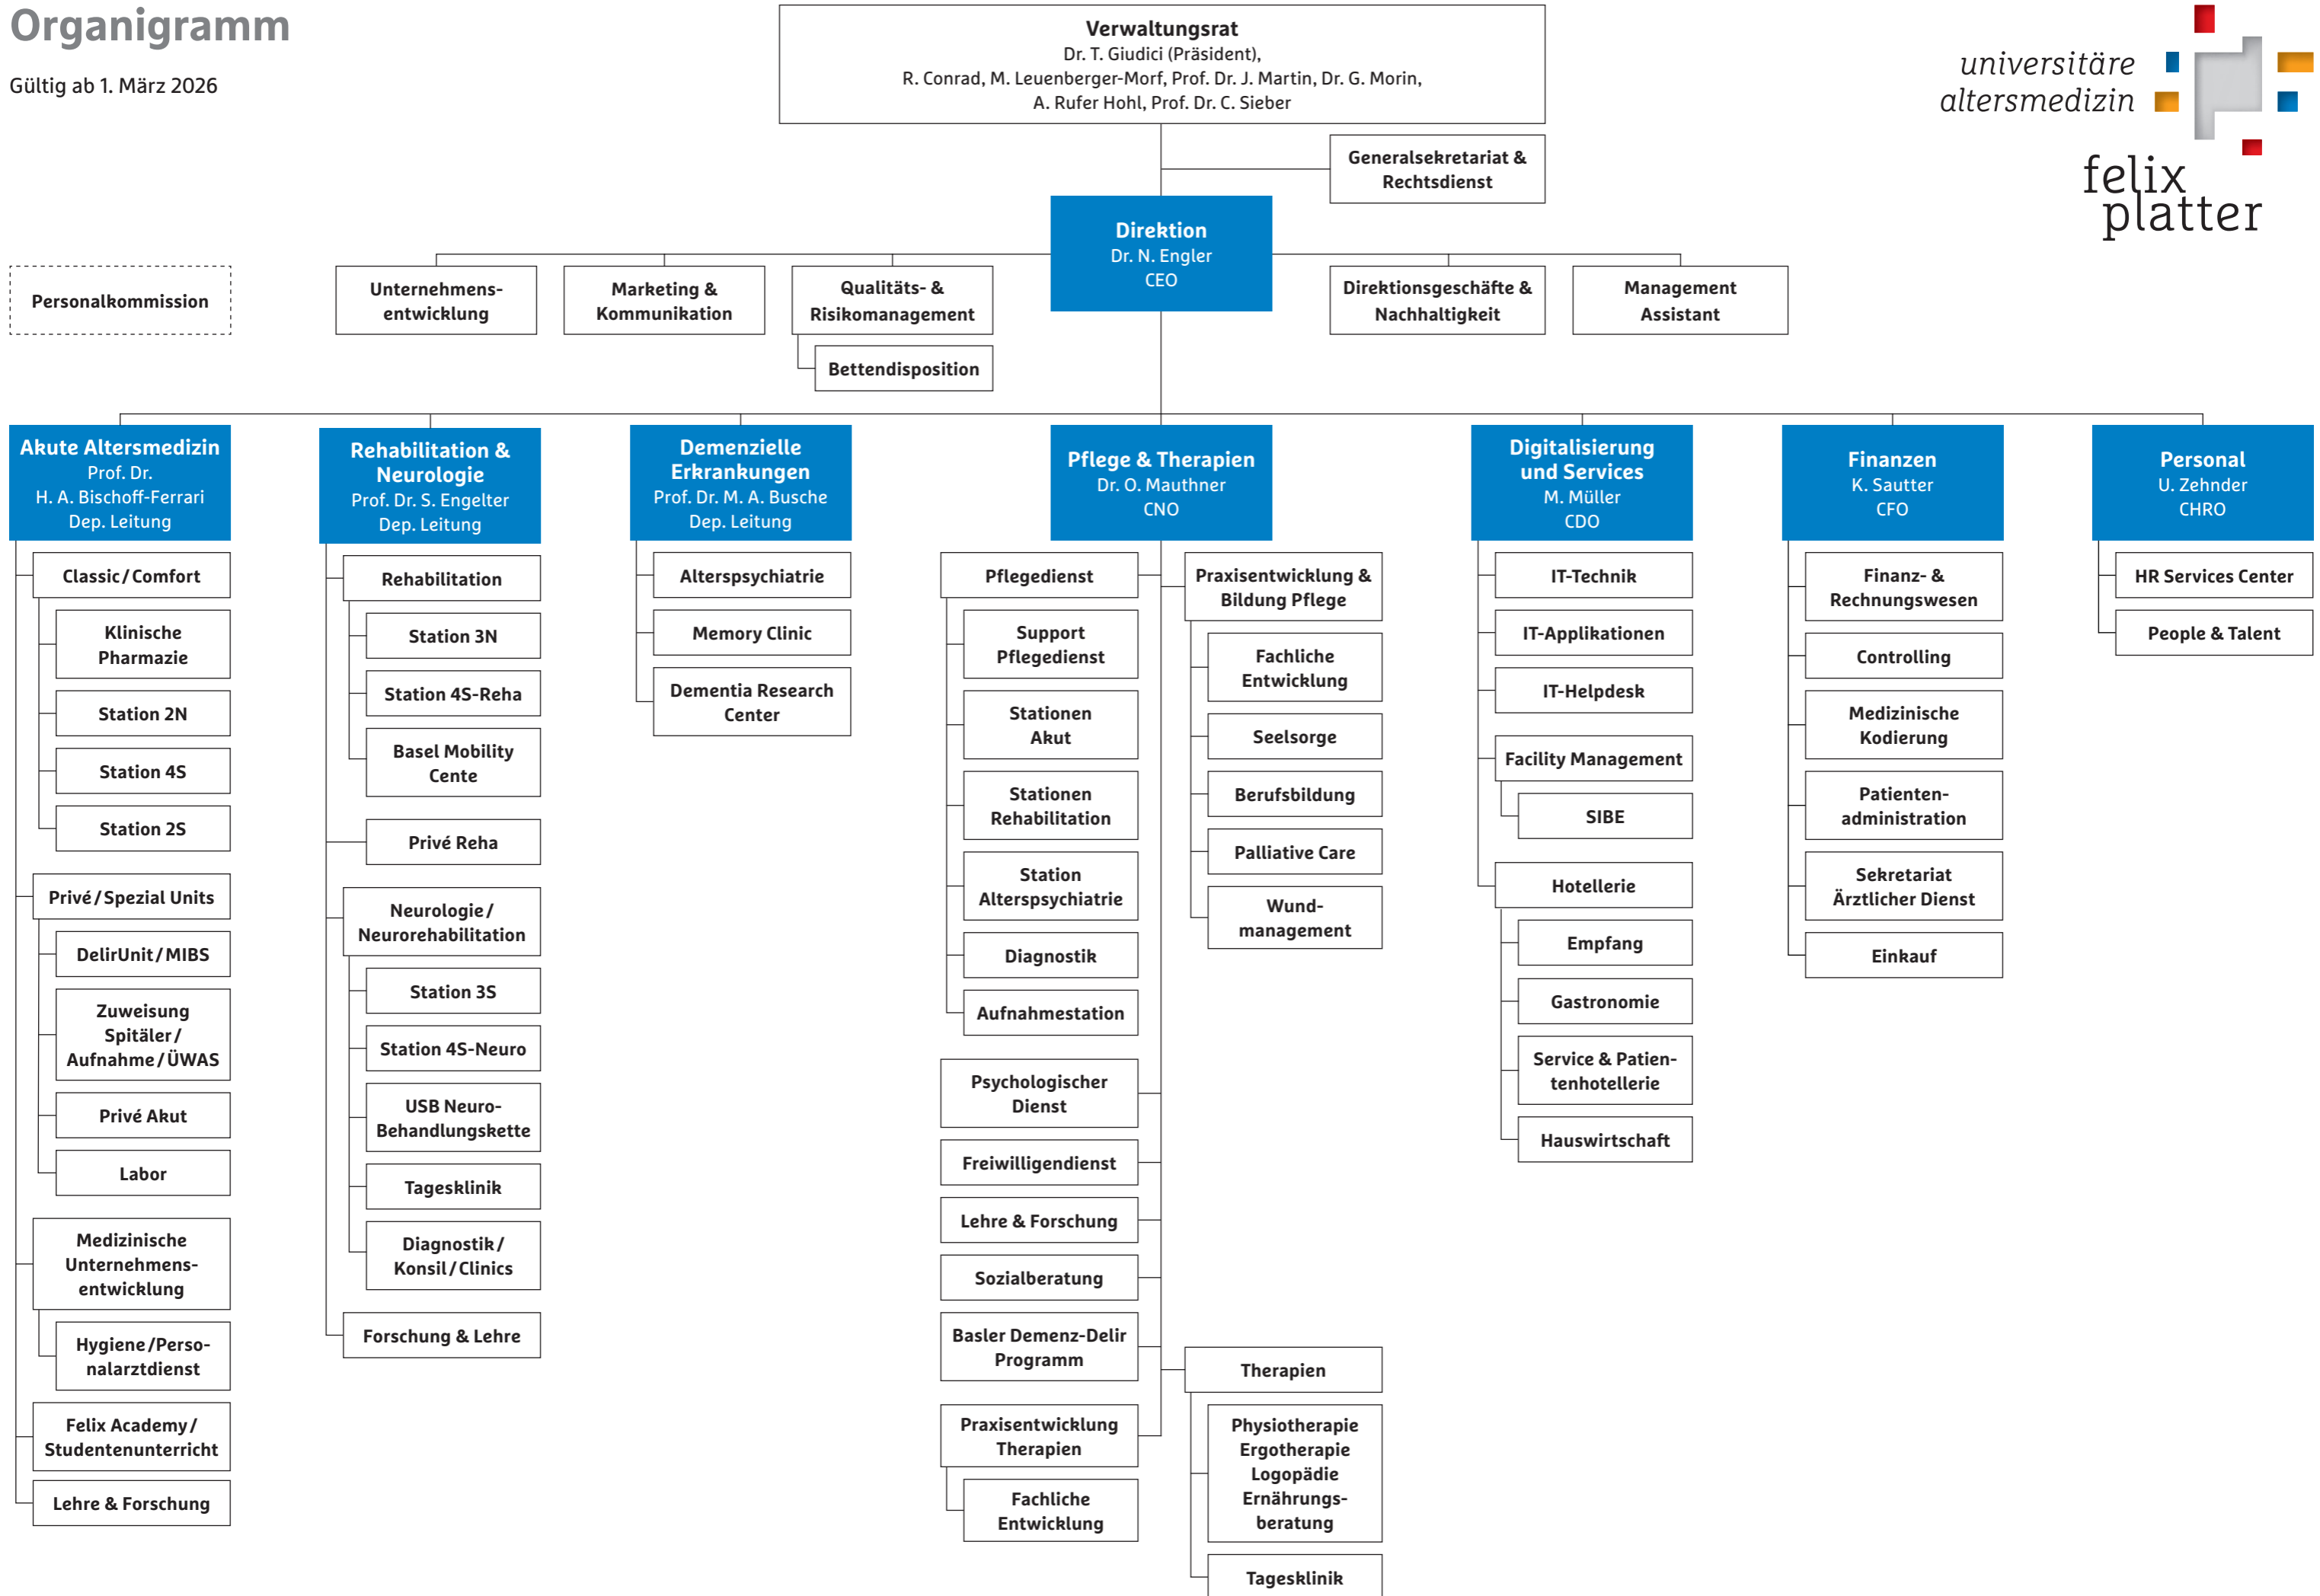 Organigramm
Gültig ab 1. März 2026
Verwaltungsrat
Dr. T. Giudici (Präsident),
R. Conrad, M. Leuenberger-Morf, Prof. Dr. J. Martin, Dr. G. Morin,
A. Rufer Hohl, Prof. Dr. C. Sieber
universitäre
altersmedizin
felix
platter
Generalsekretariat &
Rechtsdienst
Direktion
Dr. N. Engler
CEO
Personalkommission
Unternehmens-
entwicklung
Marketing &
Kommunikation
Qualitäts- &
Risikomanagement
Bettendisposition
Direktionsgeschäfte &
Nachhaltigkeit
Management
Assistant
Akute Altersmedizin
Prof. Dr.
H. A. Bischoff-Ferrari
Dep. Leitung
Classic / Comfort
Klinische
Pharmazie
Station 2N
Station 4S
Station 2S
Privé / Spezial Units
DelirUnit / MIBS
Zuweisung
Spitäler /
Aufnahme / ÜWAS
Privé Akut
Labor
Medizinische
Unternehmens-
entwicklung
Hygiene / Perso-
nalarztdienst
Felix Academy /
Studentenunterricht
Lehre & Forschung
Rehabilitation &
Neurologie
Prof. Dr. S. Engelter
Dep. Leitung
Rehabilitation
Station 3N
Station 4S-Reha
Basel Mobility
Cente
Privé Reha
Neurologie /
Neurorehabilitation
Station 3S
Station 4S-Neuro
USB Neuro-
Behandlungskette
Tagesklinik
Diagnostik /
Konsil / Clinics
Forschung & Lehre
Demenzielle
Erkrankungen
Prof. Dr. M. A. Busche
Dep. Leitung
Alterspsychiatrie
Memory Clinic
Dementia Research
Center
Pflege & Therapien
Dr. O. Mauthner
CNO
Pflegedienst
Support
Pflegedienst
Stationen
Akut
Stationen
Rehabilitation
Station
Alterspsychiatrie
Diagnostik
Aufnahmestation
Psychologischer
Dienst
Freiwilligendienst
Lehre & Forschung
Sozialberatung
Basler Demenz-Delir
Programm
Praxisentwicklung
Therapien
Fachliche
Entwicklung
Praxisentwicklung &
Bildung Pflege
Fachliche
Entwicklung
Seelsorge
Berufsbildung
Palliative Care
Wund-
management
Therapien
Physiotherapie
Ergotherapie
Logopädie
Ernährungs-
beratung
Tagesklinik
Digitalisierung
und Services
M. Müller
CDO
IT-Technik
IT-Applikationen
IT-Helpdesk
Facility Management
SIBE
Hotellerie
Empfang
Gastronomie
Service & Patien-
tenhotellerie
Hauswirtschaft
Finanzen
K. Sautter
CFO
Finanz- &
Rechnungswesen
Controlling
Medizinische
Kodierung
Patienten-
administration
Sekretariat
Ärztlicher Dienst
Einkauf
Personal
U. Zehnder
CHRO
HR Services Center
People & Talent